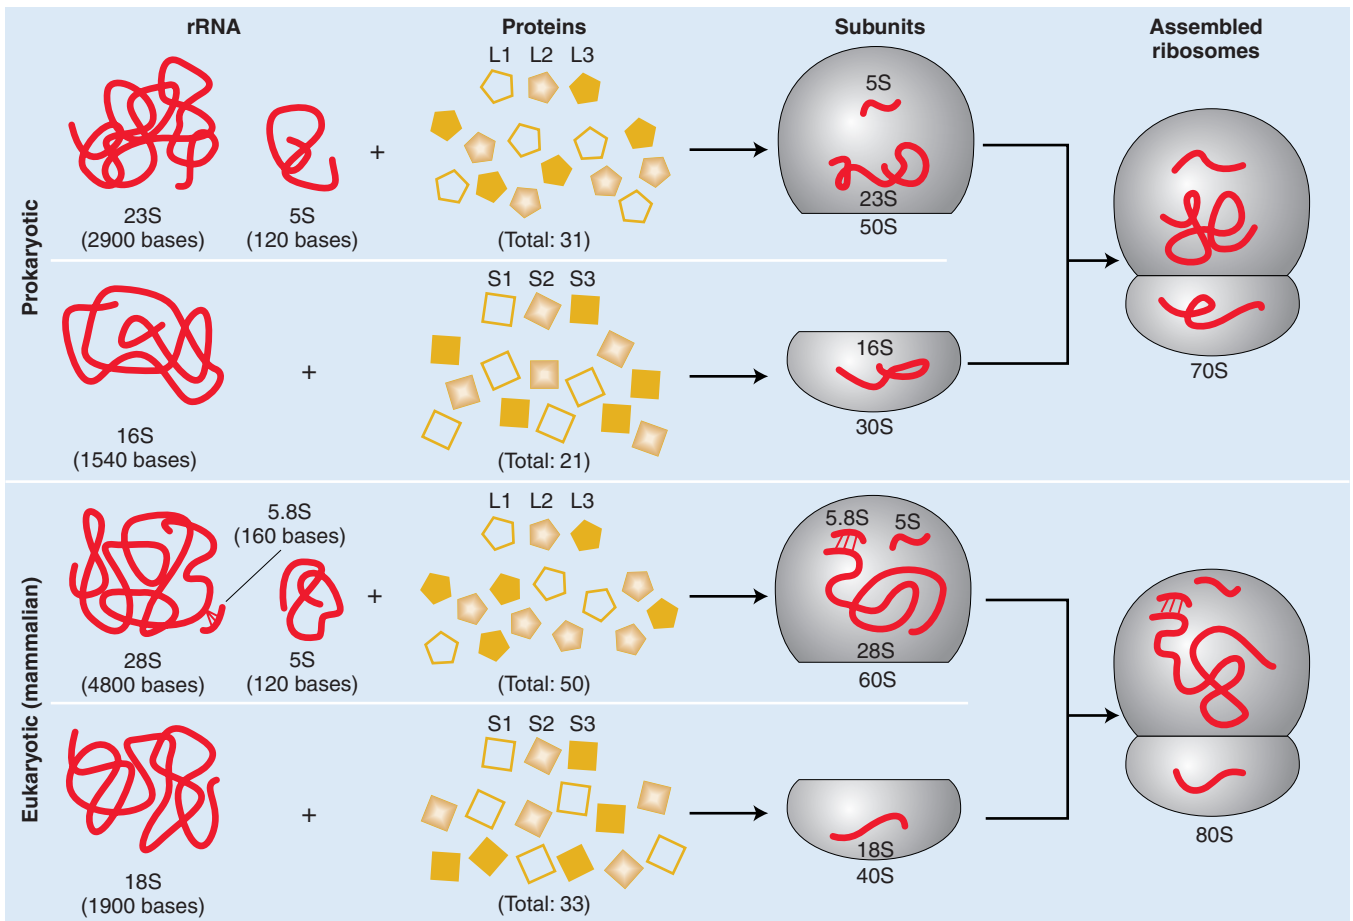 rRNA
Proteins
Subunits
Assembled
ribosomes
Prokaryotic
L1 L2 L3
23S
(2900 bases)
5S
(120 bases)
+
(Total: 31)
5S
23S
50S
S1 S2 S3
16S
(1540 bases)
+
(Total: 21)
16S
30S
70S
Eukaryotic (mammalian)
5.8S
(160 bases)
L1 L2 L3
28S
(4800 bases)
5S
(120 bases)
+
(Total: 50)
5.8S
5S
28S
60S
S1 S2 S3
18S
(1900 bases)
+
(Total: 33)
18S
40S
80S